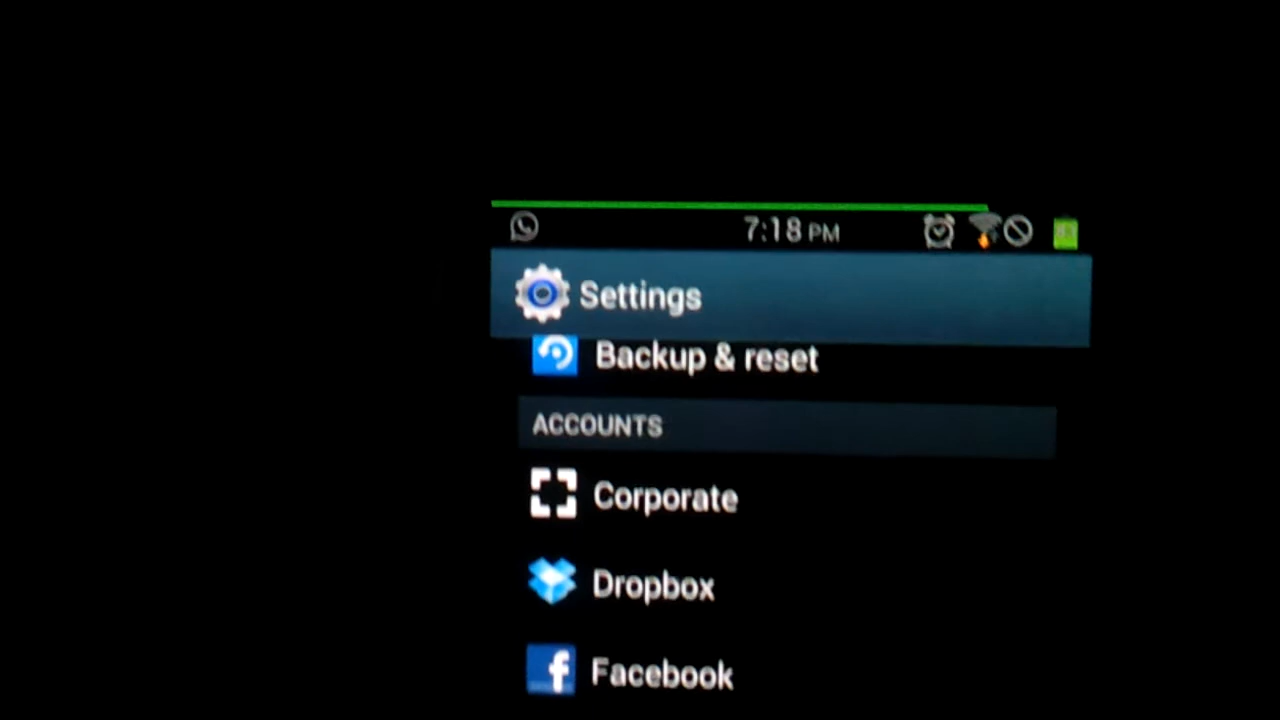 7:18 PM
Settings
Backup & reset
ACCOUNTS
Corporate
Dropbox
Facebook